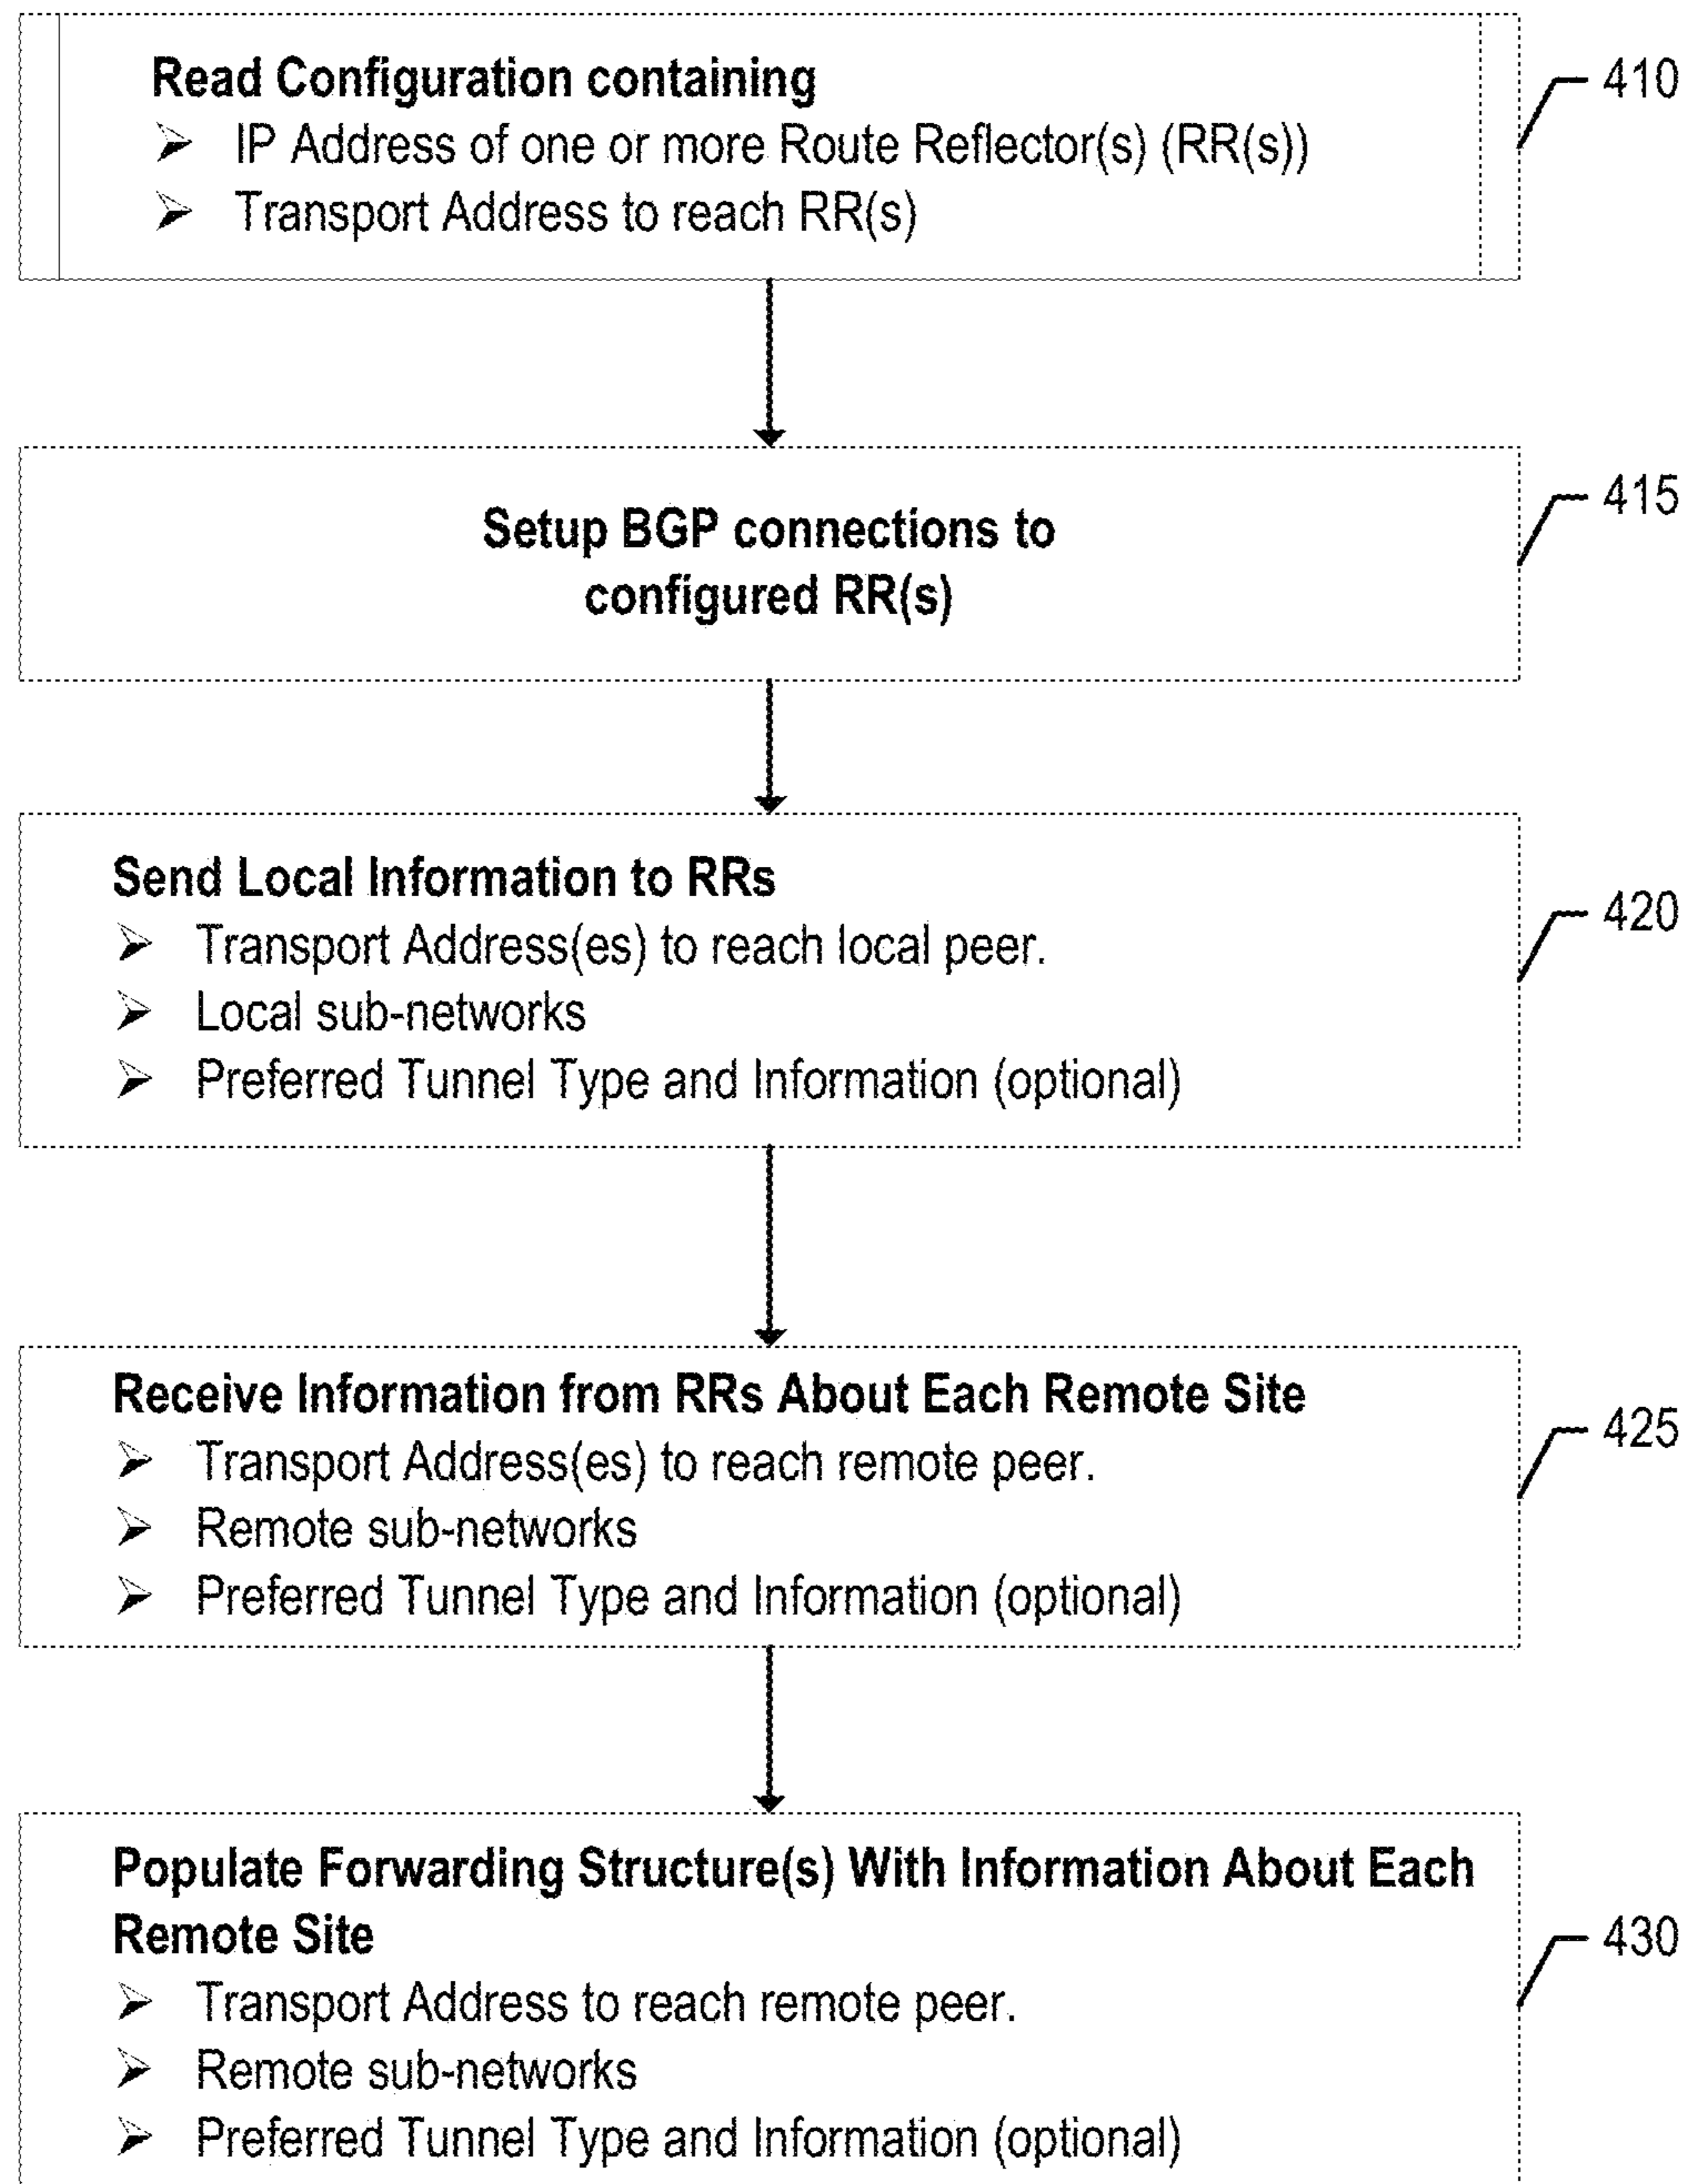 Read Configuration containing
➢ IP Address of one or more Route Reflector(s) (RR(s))
➢ Transport Address to reach RR(s)
410
Setup BGP connections to
configured RR(s)
415
Send Local Information to RRs
➢ Transport Address(es) to reach local peer.
➢ Local sub-networks
➢ Preferred Tunnel Type and Information (optional)
420
Receive Information from RRs About Each Remote Site
➢ Transport Address(es) to reach remote peer.
➢ Remote sub-networks
➢ Preferred Tunnel Type and Information (optional)
425
Populate Forwarding Structure(s) With Information About Each
Remote Site
➢ Transport Address to reach remote peer.
➢ Remote sub-networks
➢ Preferred Tunnel Type and Information (optional)
430